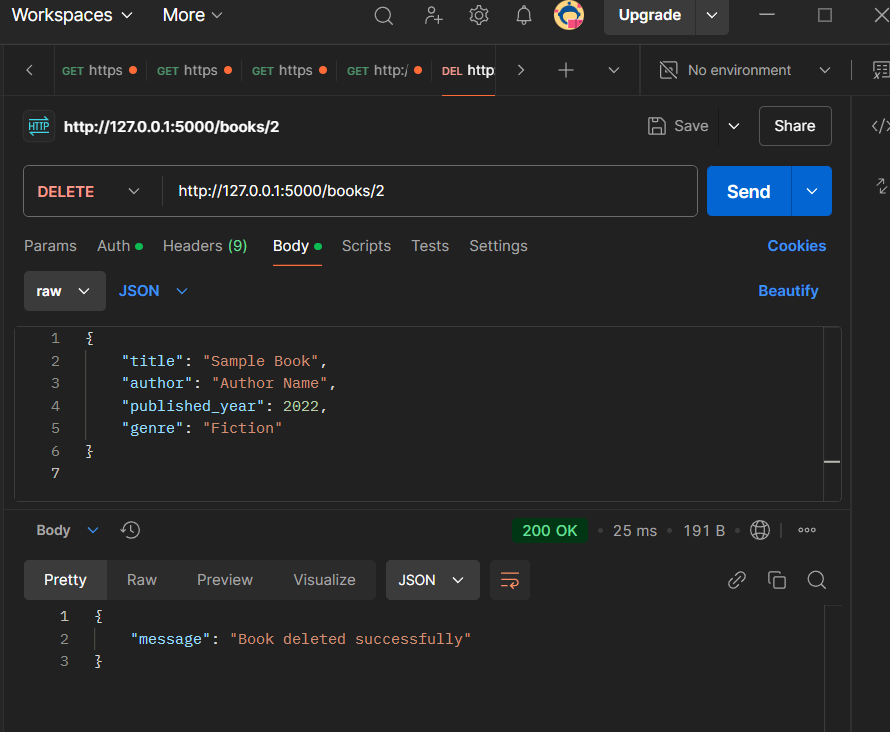 Workspaces More Upgrade
GET https GET https GET https GET http:/ DEL http No environment
HTTP http://127.0.0.1:5000/books/2 Save Share
DELETE http://127.0.0.1:5000/books/2 Send
Params Auth Headers (9) Body Scripts Tests Settings Cookies
raw JSON Beautify
1 {
2 "title": "Sample Book",
3 "author": "Author Name",
4 "published_year": 2022,
5 "genre": "Fiction"
6 }
7
Body 200 OK • 25 ms • 191 B •
Pretty Raw Preview Visualize JSON
1 {
2 "message": "Book deleted successfully"
3 }